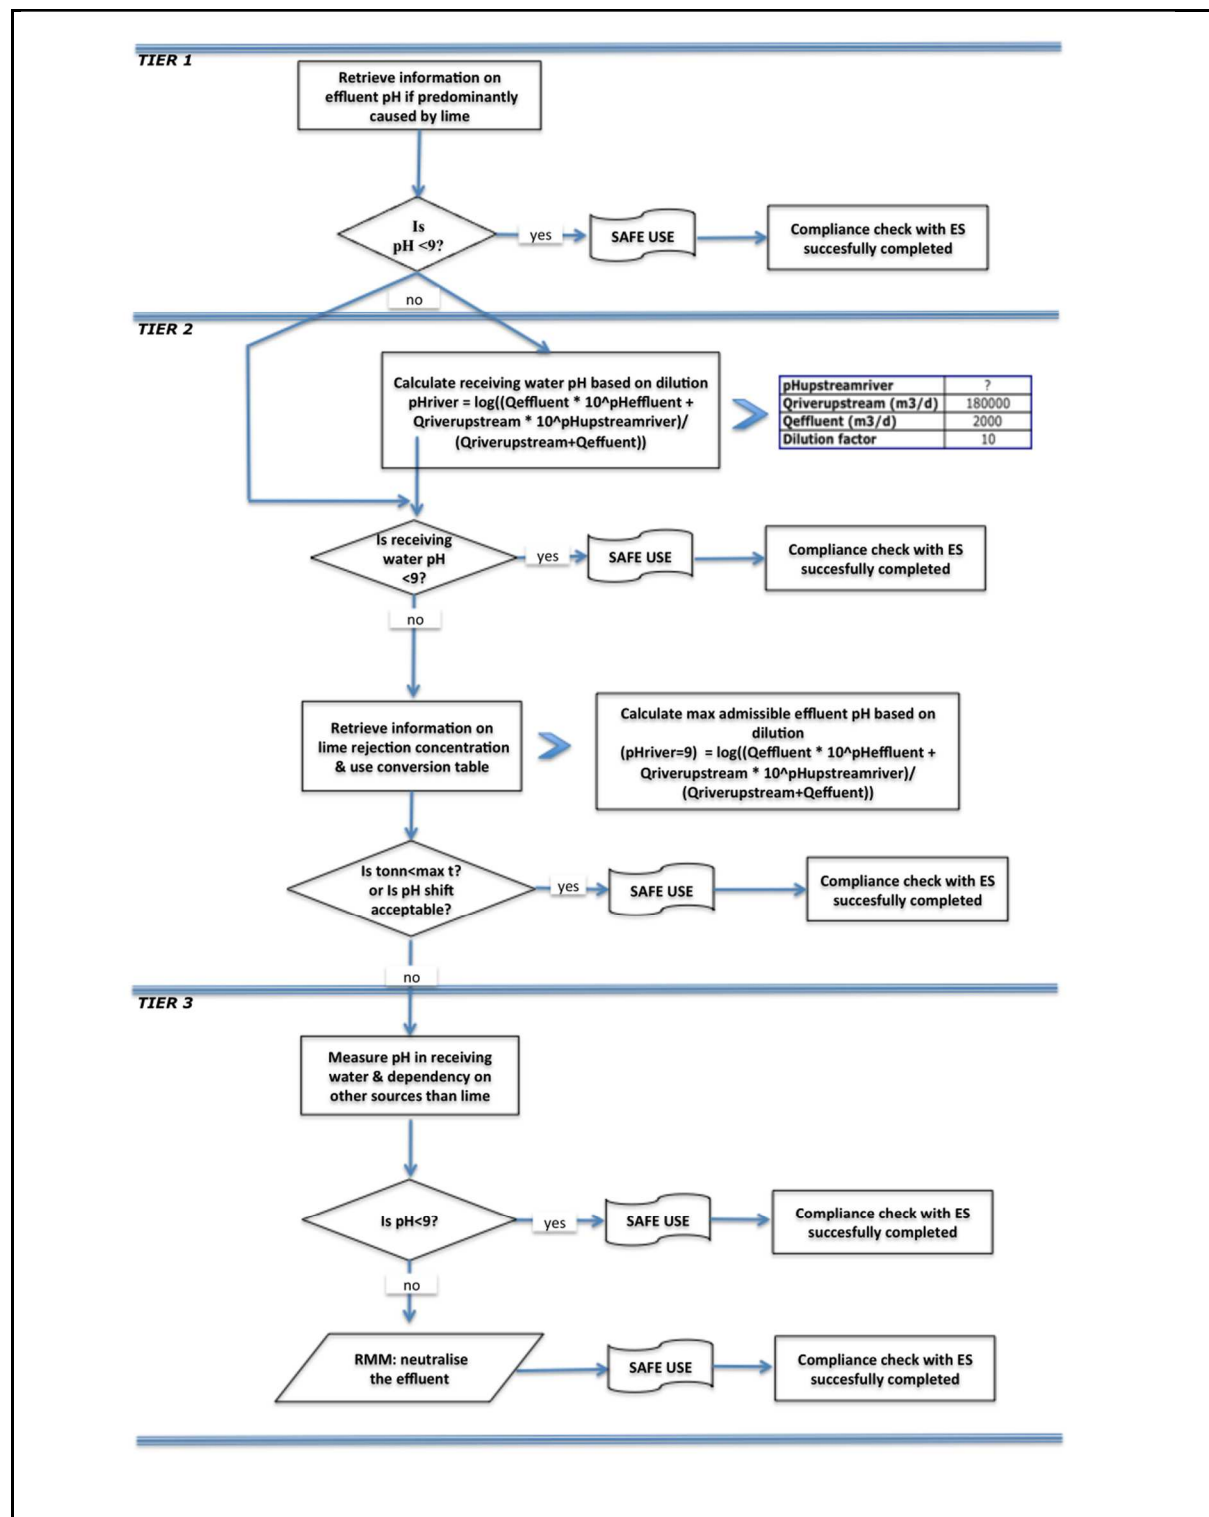 TIER 1
Retrieve information on
effluent pH if predominantly
caused by lime
Is
pH <9?
yes
SAFE USE
Compliance check with ES
succesfully completed
no
TIER 2
Calculate receiving water pH based on dilution
pHriver = log((Qeffluent * 10^pHeffluent +
Qriverupstream * 10^pHupstreamriver)/
(Qriverupstream+Qeffuent))
pHupstreamriver ?
Qriverupstream (m3/d) 180000
Qeffluent (m3/d) 2000
Dilution factor 10
Is receiving
water pH
<9?
yes
SAFE USE
Compliance check with ES
succesfully completed
no
Retrieve information on
lime rejection concentration
& use conversion table
Calculate max admissible effluent pH based on
dilution
(pHriver=9) = log((Qeffluent * 10^pHeffluent +
Qriverupstream * 10^pHupstreamriver)/
(Qriverupstream+Qeffuent))
Is tonn<max t?
or Is pH shift
acceptable?
yes
SAFE USE
Compliance check with ES
succesfully completed
no
TIER 3
Measure pH in receiving
water & dependency on
other sources than lime
Is pH<9?
yes
SAFE USE
Compliance check with ES
succesfully completed
no
RMM: neutralise
the effluent
SAFE USE
Compliance check with ES
succesfully completed